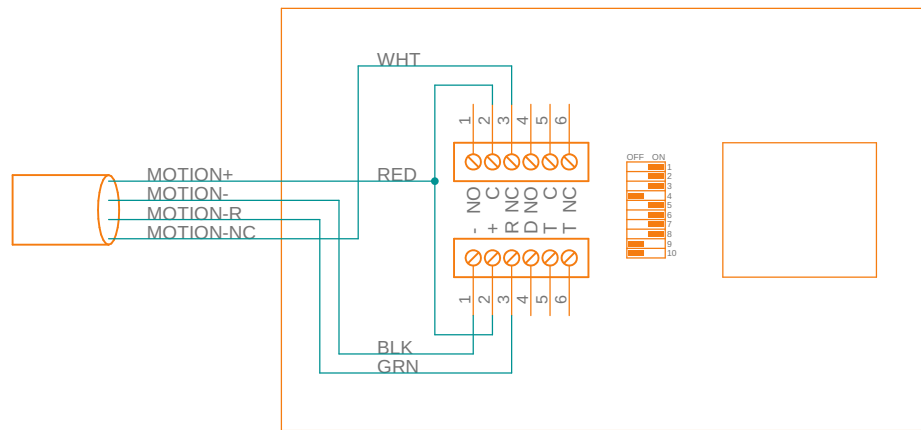 WHT
1 2 3 4 5 6
OFF ON
MOTION+ RED
MOTION-
MOTION-R
MOTION-NC
NO C NC NO C NC
- + R D T T
1
2
3
4
5
6
7
8
9
10
1 2 3 4 5 6
BLK
GRN